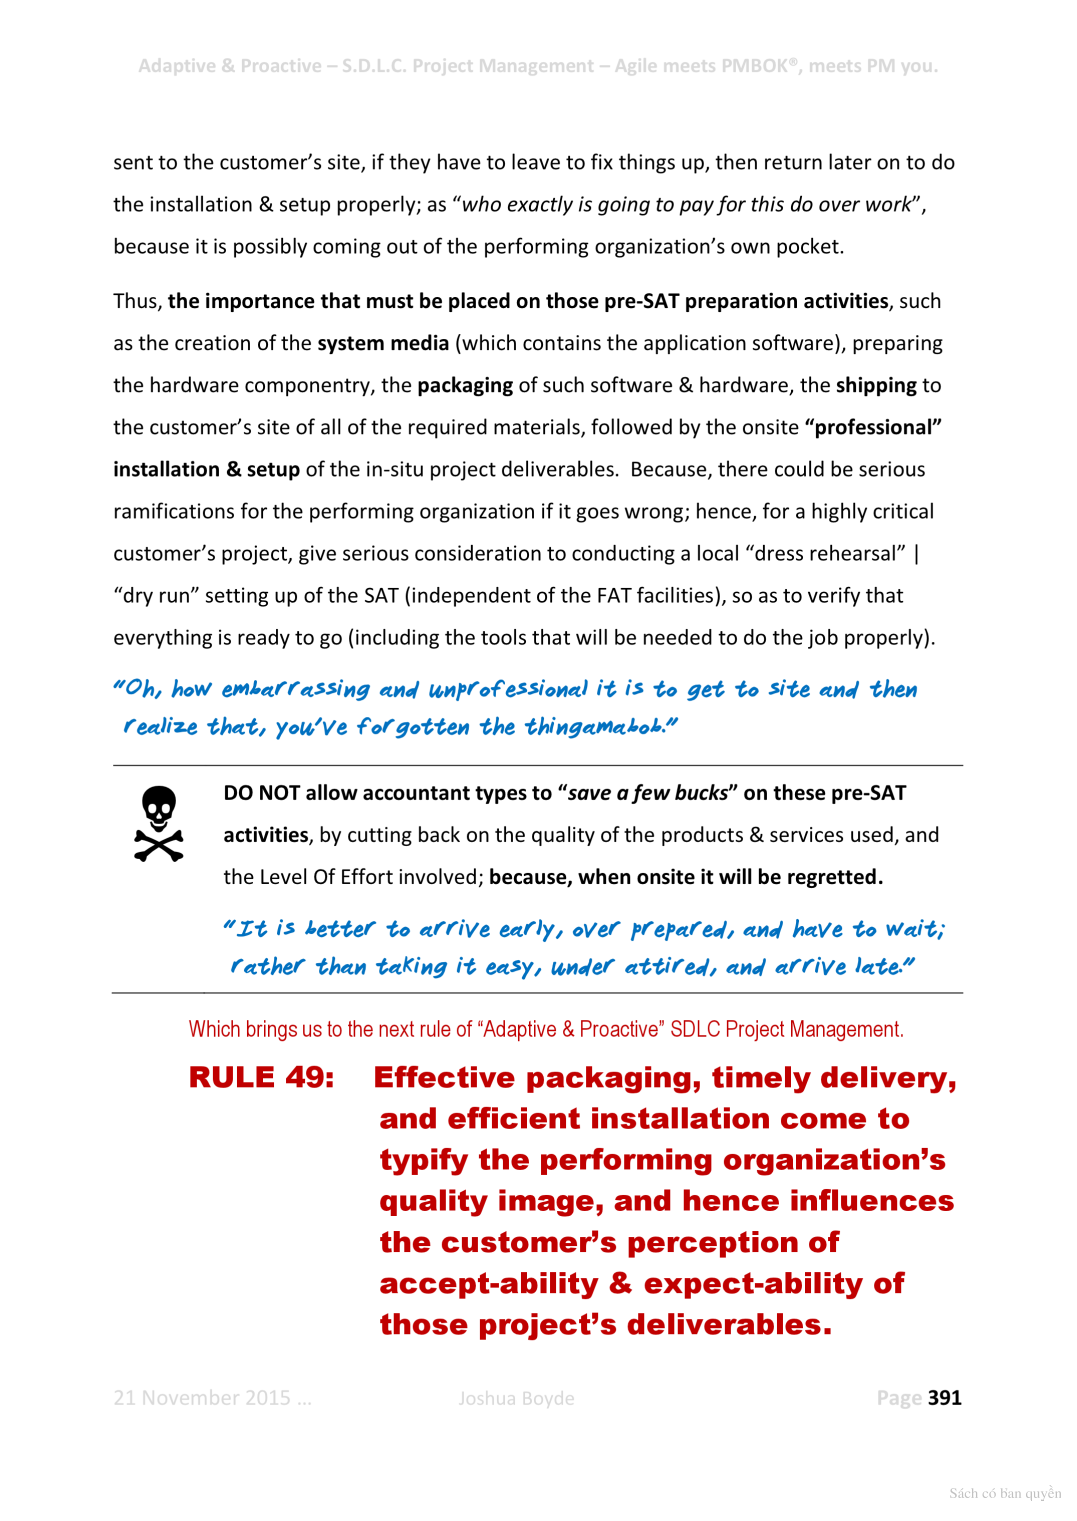 Adaptive & Proactive – S.D.L.C. Project Management – Agile meets PMBOK®, meets PM you.
sent to the customer’s site, if they have to leave to fix things up, then return later on to do
the installation & setup properly; as “who exactly is going to pay for this do over work”,
because it is possibly coming out of the performing organization’s own pocket.
Thus, the importance that must be placed on those pre-SAT preparation activities, such
as the creation of the system media (which contains the application software), preparing
the hardware componentry, the packaging of such software & hardware, the shipping to
the customer’s site of all of the required materials, followed by the onsite “professional”
installation & setup of the in-situ project deliverables.  Because, there could be serious
ramifications for the performing organization if it goes wrong; hence, for a highly critical
customer’s project, give serious consideration to conducting a local “dress rehearsal” |
“dry run” setting up of the SAT (independent of the FAT facilities), so as to verify that
everything is ready to go (including the tools that will be needed to do the job properly).
“Oh, how embarrassing and unprofessional it is to get to site and then
realize that, you’ve forgotten the thingamabob.”
DO NOT allow accountant types to “save a few bucks” on these pre-SAT
activities, by cutting back on the quality of the products & services used, and
the Level Of Effort involved; because, when onsite it will be regretted.
“It is better to arrive early, over prepared, and have to wait;
rather than taking it easy, under attired, and arrive late.”
Which brings us to the next rule of “Adaptive & Proactive” SDLC Project Management.
RULE 49: Effective packaging, timely delivery,
and efficient installation come to
typify the performing organization’s
quality image, and hence influences
the customer’s perception of
accept-ability & expect-ability of
those project’s deliverables.
21 November 2015 … Joshua Boyde Page 391
Sách có bản quyền